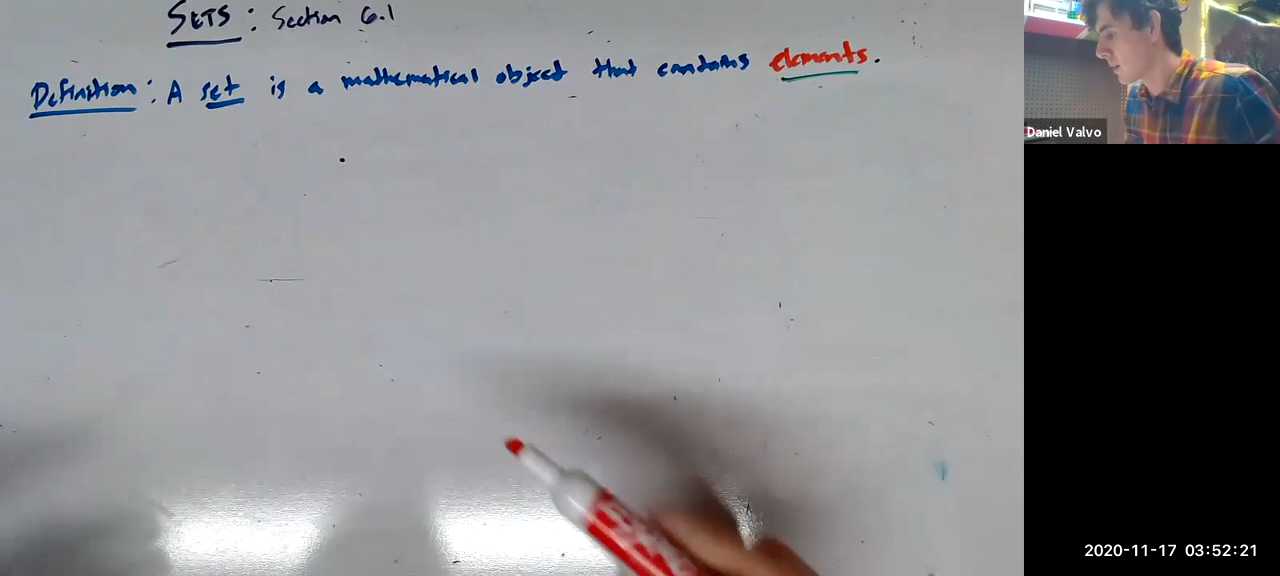 SETS : Section 6.1
Definition : A set is a mathematical object that contains elements.
Daniel Valvo
2020-11-17 03:52:21